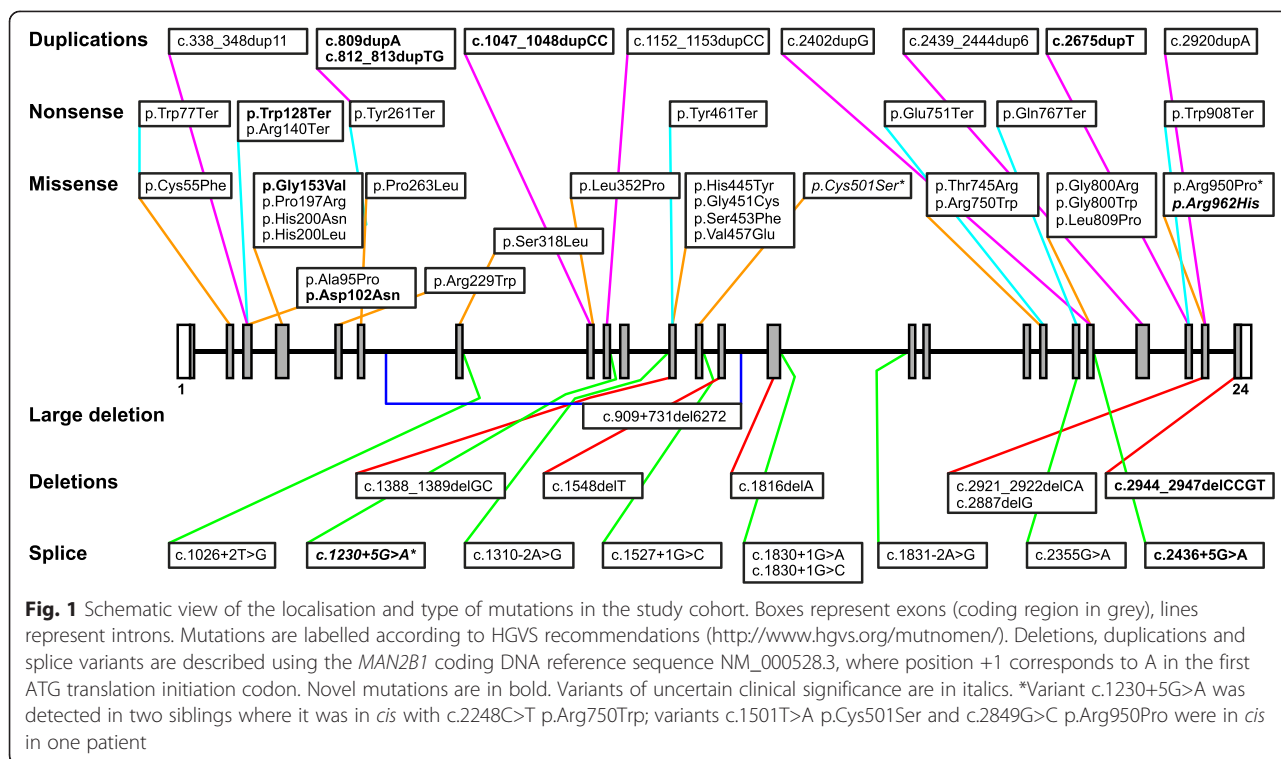 Duplications
c.338_348dup11
c.809dupA
c.812_813dupTG
c.1047_1048dupCC
c.1152_1153dupCC
c.2402dupG
c.2439_2444dup6
c.2675dupT
c.2920dupA
Nonsense
p.Trp77Ter
p.Trp128Ter
p.Arg140Ter
p.Tyr261Ter
p.Tyr461Ter
p.Glu751Ter
p.Gln767Ter
p.Trp908Ter
Missense
p.Cys55Phe
p.Gly153Val
p.Pro197Arg
p.His200Asn
p.His200Leu
p.Pro263Leu
p.Leu352Pro
p.His445Tyr
p.Gly451Cys
p.Ser453Phe
p.Val457Glu
p.Cys501Ser*
p.Thr745Arg
p.Arg750Trp
p.Gly800Arg
p.Gly800Trp
p.Leu809Pro
p.Arg950Pro*
p.Arg962His
p.Ser318Leu
p.Ala95Pro
p.Asp102Asn
p.Arg229Trp
1
24
Large deletion
c.909+731del6272
Deletions
c.1388_1389delGC
c.1548delT
c.1816delA
c.2921_2922delCA
c.2887delG
c.2944_2947delCCGT
Splice
c.1026+2T>G
c.1230+5G>A*
c.1310-2A>G
c.1527+1G>C
c.1830+1G>A
c.1830+1G>C
c.1831-2A>G
c.2355G>A
c.2436+5G>A
Fig. 1 Schematic view of the localisation and type of mutations in the study cohort. Boxes represent exons (coding region in grey), lines
represent introns. Mutations are labelled according to HGVS recommendations (http://www.hgvs.org/mutnomen/). Deletions, duplications and
splice variants are described using the MAN2B1 coding DNA reference sequence NM_000528.3, where position +1 corresponds to A in the first
ATG translation initiation codon. Novel mutations are in bold. Variants of uncertain clinical significance are in italics. *Variant c.1230+5G>A was
detected in two siblings where it was in cis with c.2248C>T p.Arg750Trp; variants c.1501T>A p.Cys501Ser and c.2849G>C p.Arg950Pro were in cis
in one patient